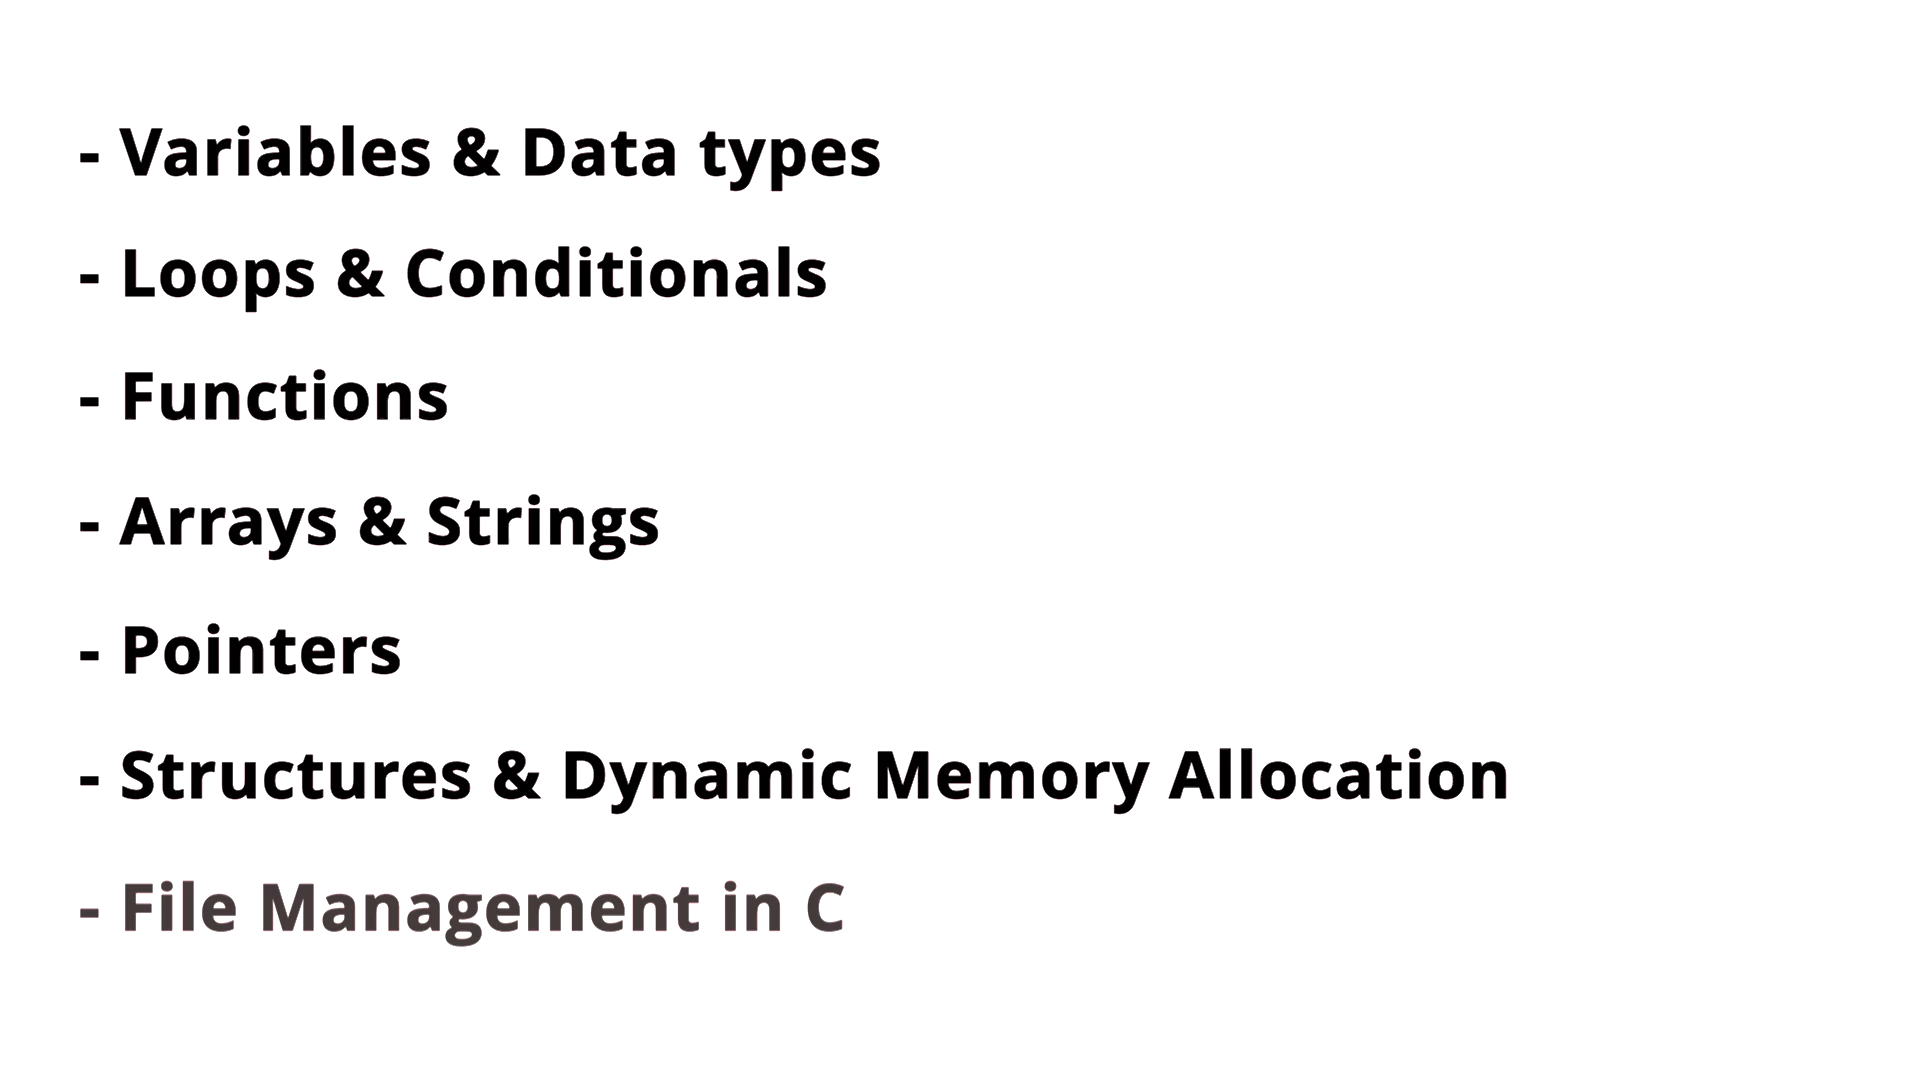 - Variables & Data types
- Loops & Conditionals
- Functions
- Arrays & Strings
- Pointers
- Structures & Dynamic Memory Allocation
- File Management in C